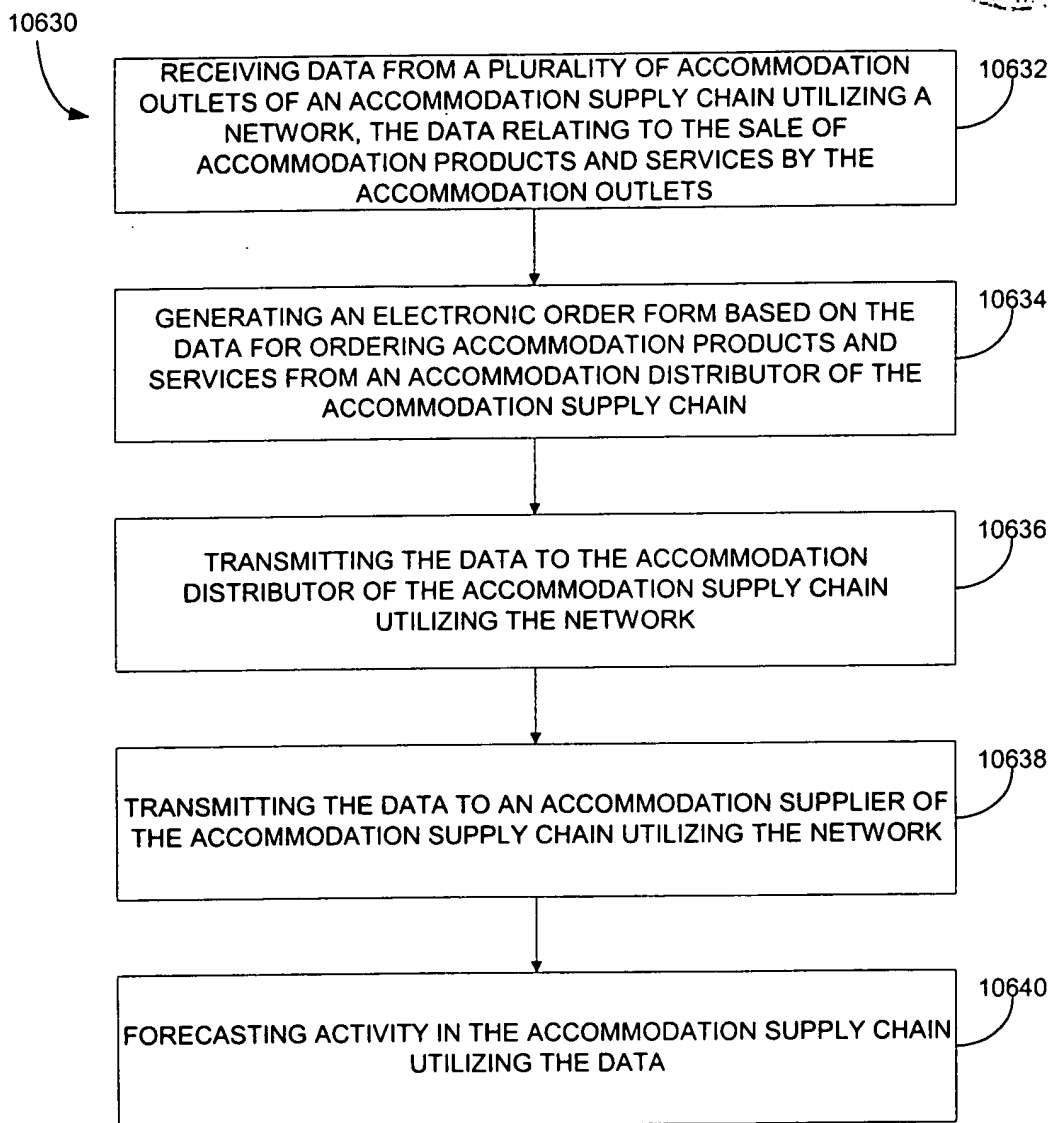 10630
RECEIVING DATA FROM A PLURALITY OF ACCOMMODATION
OUTLETS OF AN ACCOMMODATION SUPPLY CHAIN UTILIZING A
NETWORK, THE DATA RELATING TO THE SALE OF
ACCOMMODATION PRODUCTS AND SERVICES BY THE
ACCOMMODATION OUTLETS
10632
GENERATING AN ELECTRONIC ORDER FORM BASED ON THE
DATA FOR ORDERING ACCOMMODATION PRODUCTS AND
SERVICES FROM AN ACCOMMODATION DISTRIBUTOR OF THE
ACCOMMODATION SUPPLY CHAIN
10634
TRANSMITTING THE DATA TO THE ACCOMMODATION
DISTRIBUTOR OF THE ACCOMMODATION SUPPLY CHAIN
UTILIZING THE NETWORK
10636
TRANSMITTING THE DATA TO AN ACCOMMODATION SUPPLIER OF
THE ACCOMMODATION SUPPLY CHAIN UTILIZING THE NETWORK
10638
FORECASTING ACTIVITY IN THE ACCOMMODATION SUPPLY CHAIN
UTILIZING THE DATA
10640